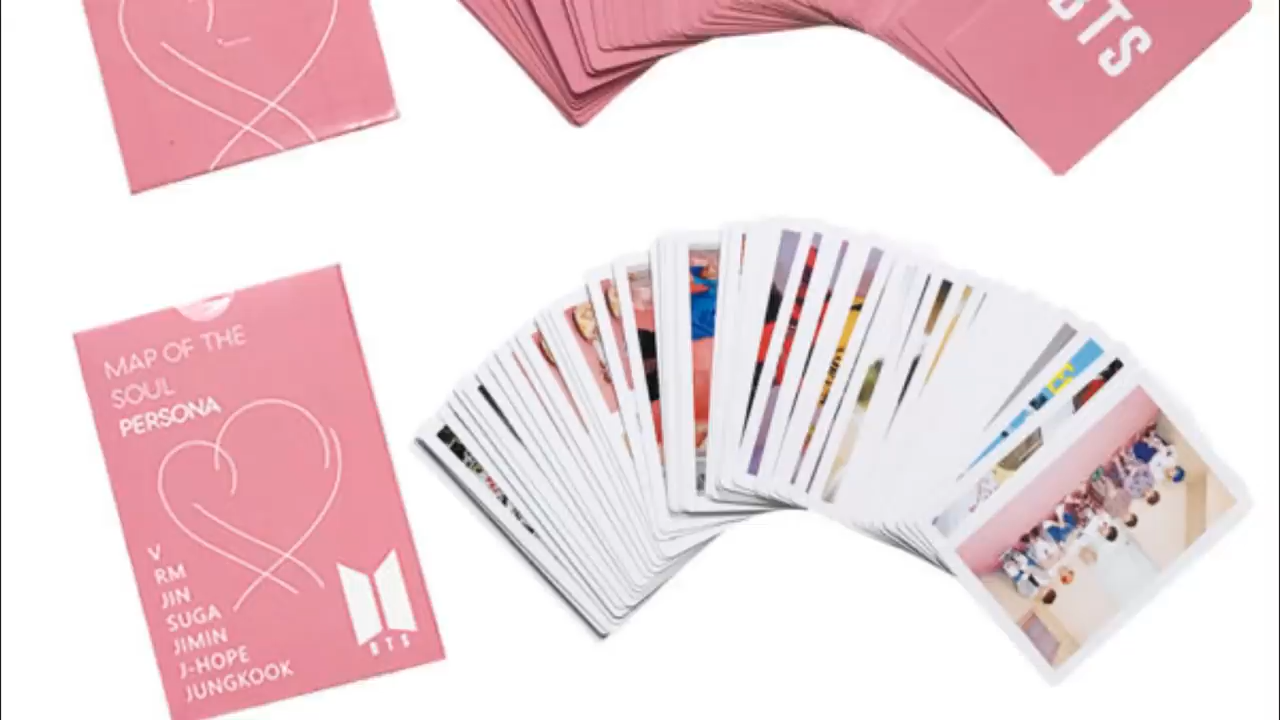 BTS
MAP OF THE
SOUL
PERSONA
V
RM
JIN
SUGA
JIMIN
J-HOPE
JUNGKOOK
BTS